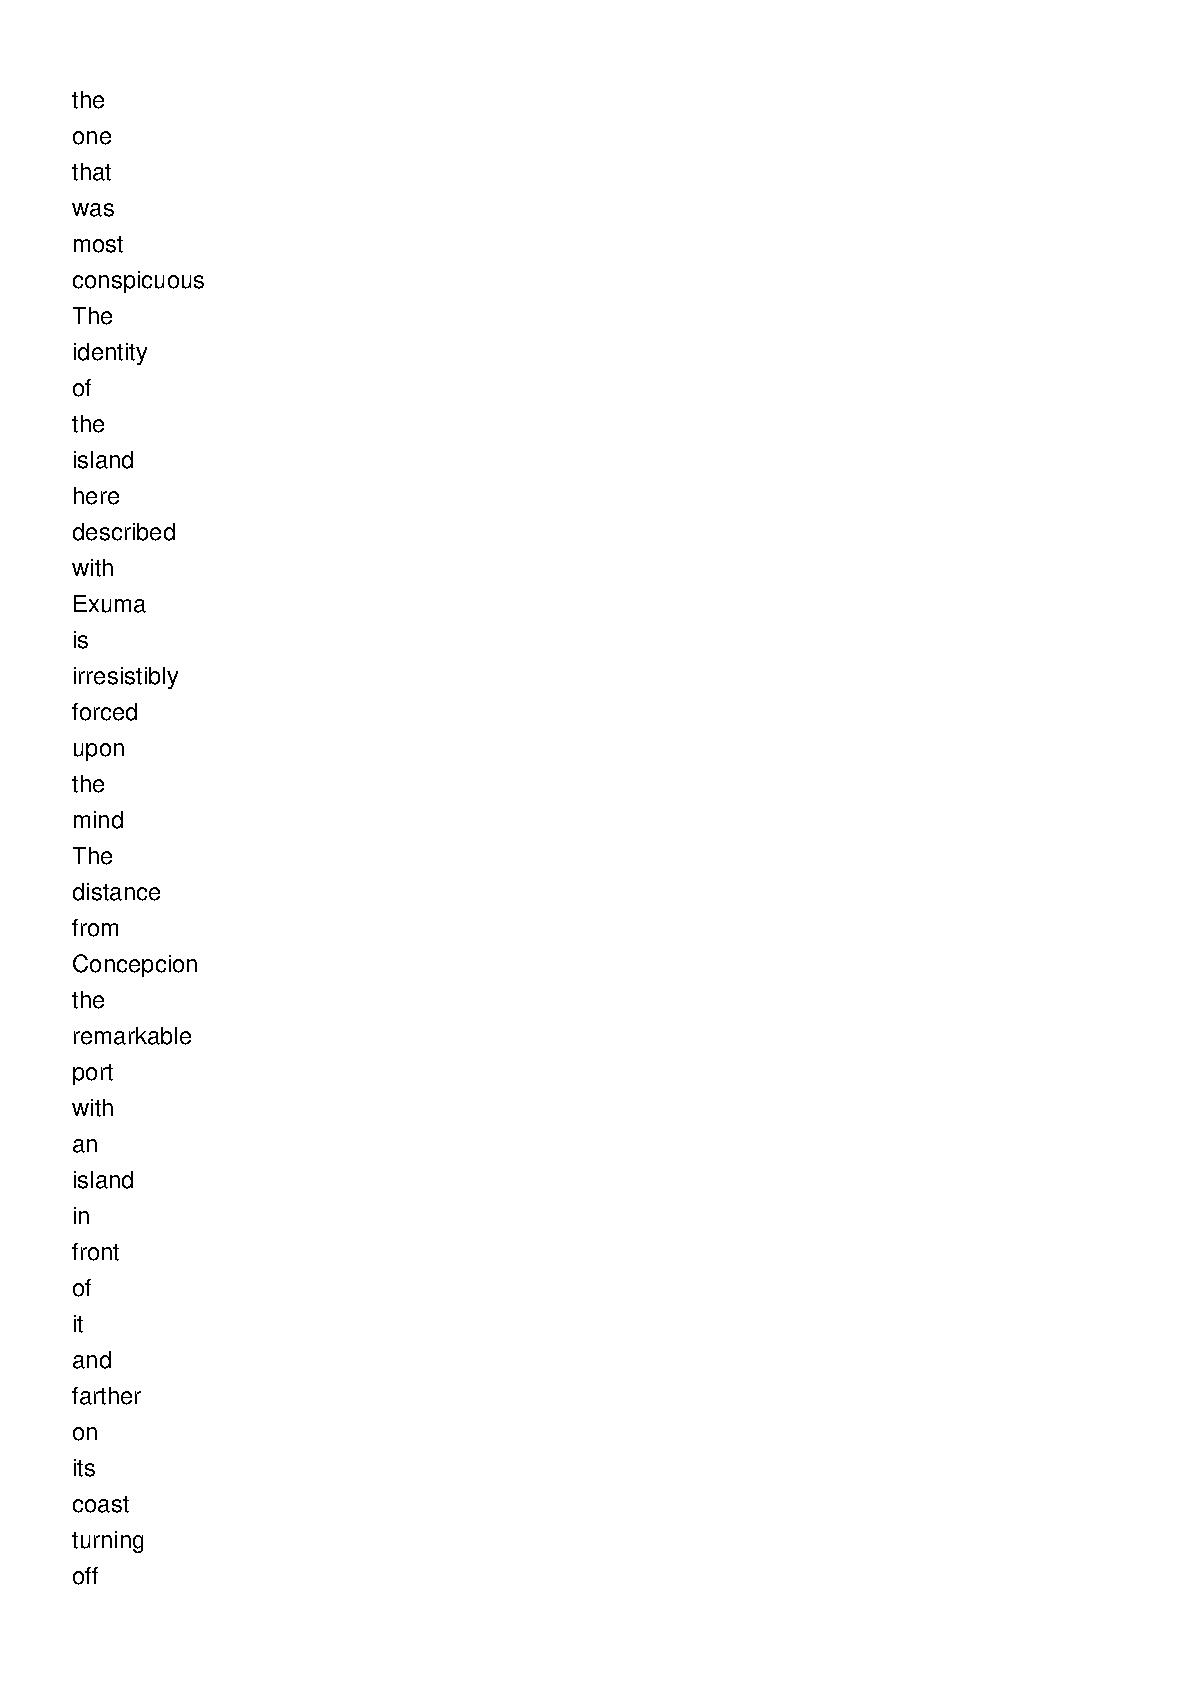 the
one
that
was
most
conspicuous
The
identity
of
the
island
here
described
with
Exuma
is
irresistibly
forced
upon
the
mind
The
distance
from
Concepcion
the
remarkable
port
with
an
island
in
front
of
it
and
farther
on
its
coast
turning
off